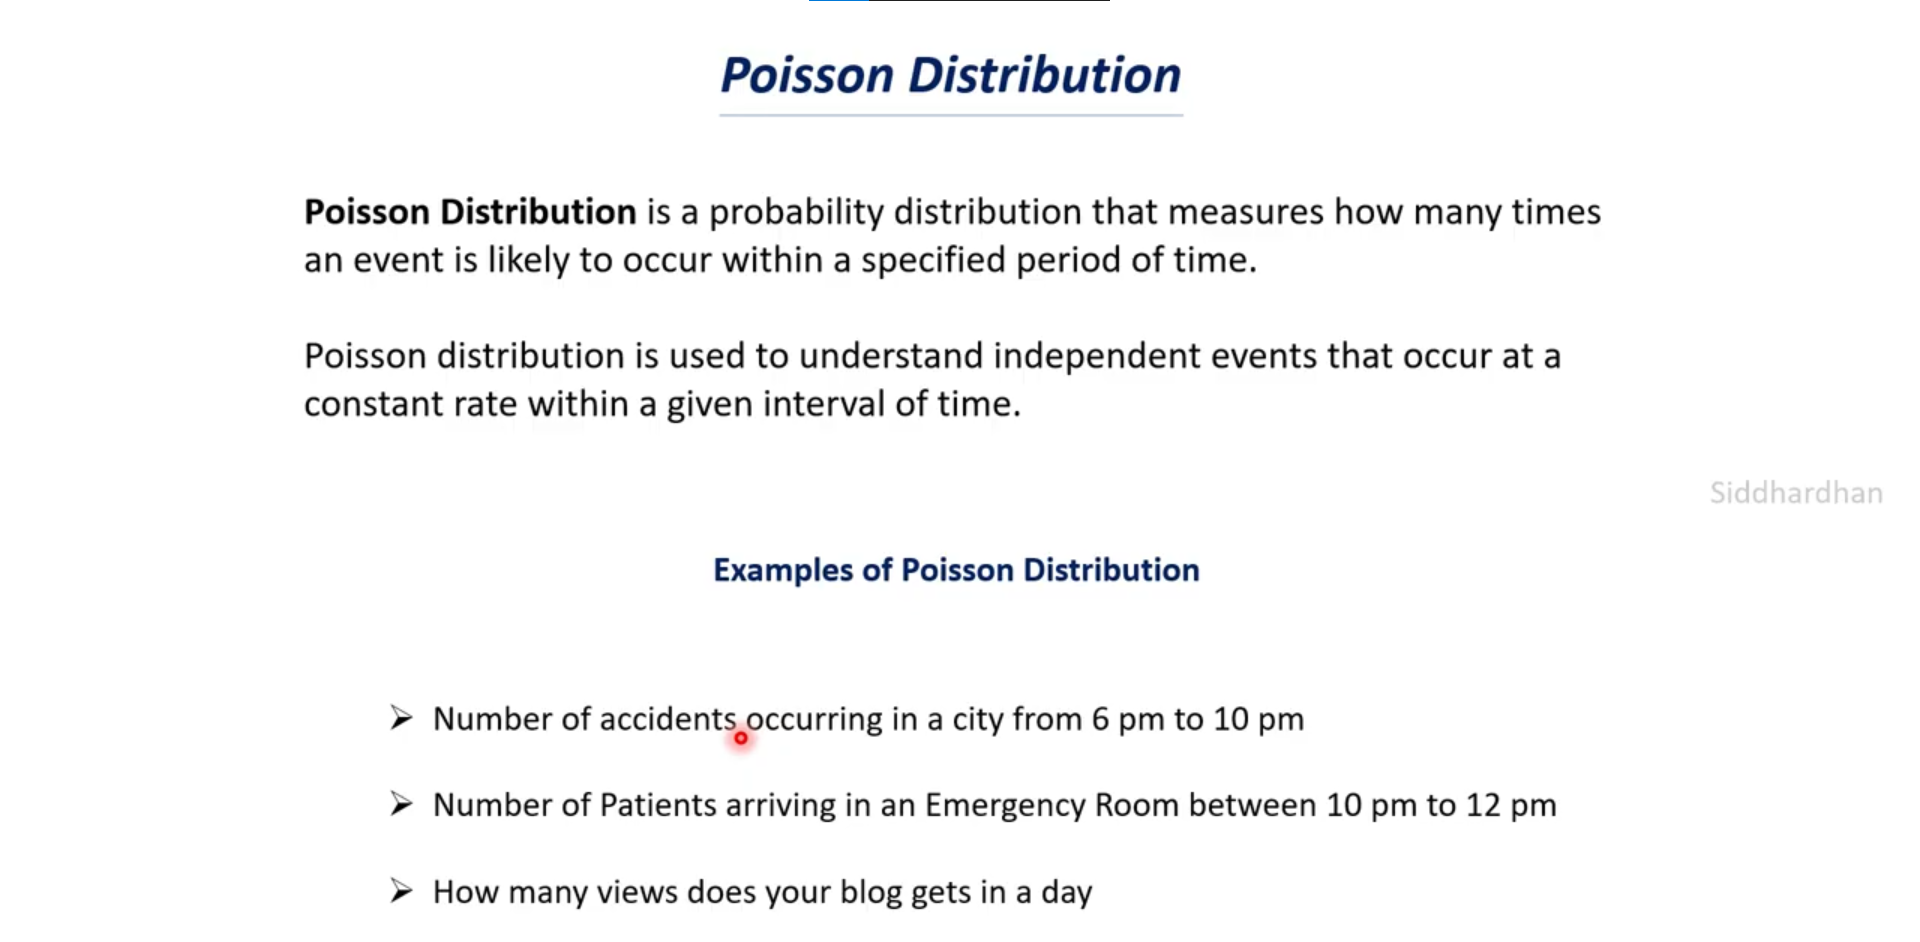 Poisson Distribution
Poisson Distribution is a probability distribution that measures how many times
an event is likely to occur within a specified period of time.
Poisson distribution is used to understand independent events that occur at a
constant rate within a given interval of time.
Siddhardhan
Examples of Poisson Distribution
➤ Number of accidents occurring in a city from 6 pm to 10 pm
➤ Number of Patients arriving in an Emergency Room between 10 pm to 12 pm
➤ How many views does your blog gets in a day